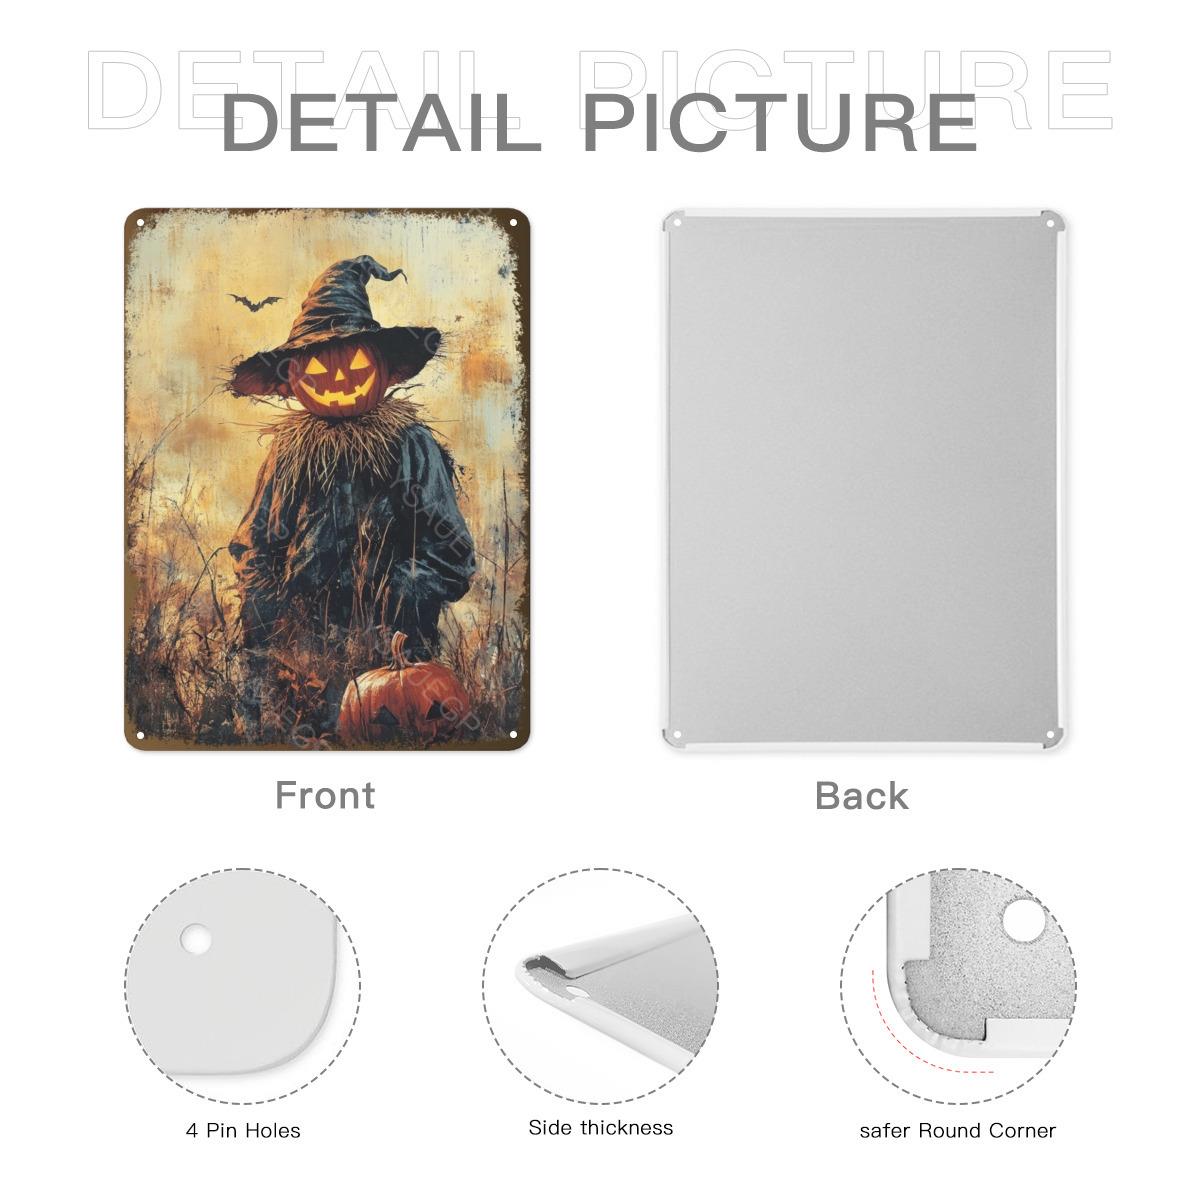 DETAIL PICTURE
DETAIL PICTURE
Front
Back
4 Pin Holes
Side thickness
safer Round Corner